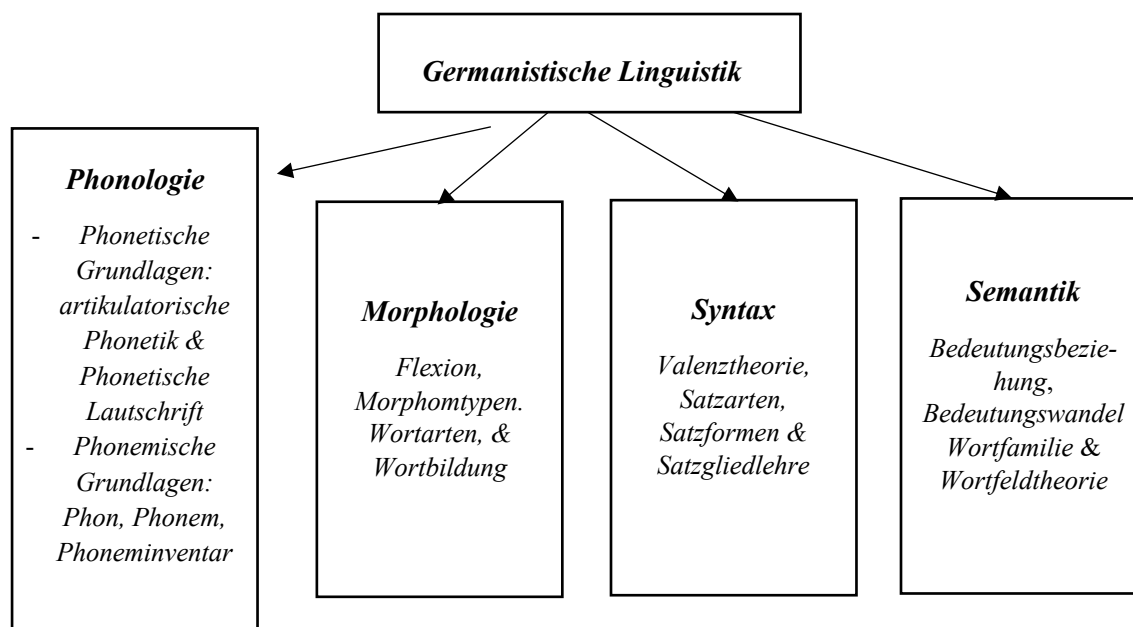 Germanistische Linguistik
Phonologie
- Phonetische
Grundlagen:
artikulatorische
Phonetik &
Phonetische
Lautschrift
- Phonemische
Grundlagen:
Phon, Phonem,
Phoneminventar
Morphologie
Flexion,
Morphomtypen.
Wortarten, &
Wortbildung
Syntax
Valenztheorie,
Satzarten,
Satzformen &
Satzgliedlehre
Semantik
Bedeutungsbezie-
hung,
Bedeutungswandel
Wortfamilie &
Wortfeldtheorie